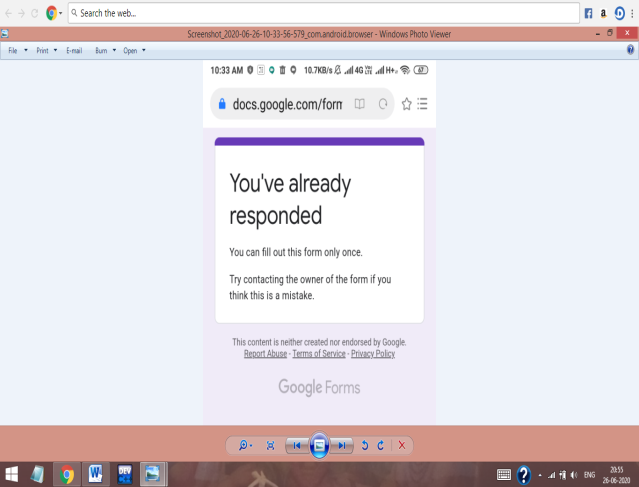 Search the web...
Screenshot_2020-06-26-10-33-56-579_com.android.browser - Windows Photo Viewer
File Print E-mail Burn Open
10:33 AM 10.7KB/s 4G H+ 67
docs.google.com/forr
You've already
responded
You can fill out this form only once.
Try contacting the owner of the form if you
think this is a mistake.
This content is neither created nor endorsed by Google.
Report Abuse - Terms of Service - Privacy Policy
Google Forms
DEV
ENG
20:55
26-06-2020